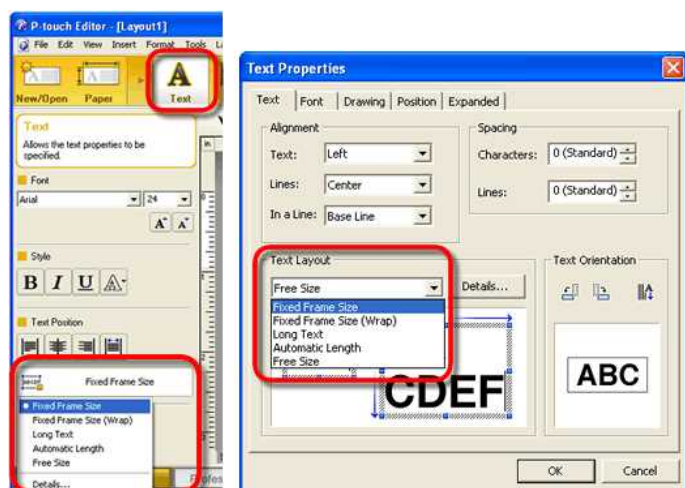 P-touch Editor - [Layout1]
File Edit View Insert Format Tools
New/Open Paper Text
Text
Allows the text properties to be
specified.
Font
Arial 24
A A
Style
B I U A
Text Position
Fixed Frame Size
Fixed Frame Size
Fixed Frame Size (Wrap)
Long Text
Automatic Length
Free Size
Details...
Text Properties
Text Font Drawing Position Expanded
Alignment
Text: Left
Lines: Center
In a Line: Base Line
Spacing
Characters: 0 (Standard)
Lines: 0 (Standard)
Text Layout
Free Size
Details...
Fixed Frame Size
Fixed Frame Size (Wrap)
Long Text
Automatic Length
Free Size
CDEF
Text Orientation
ABC
OK Cancel